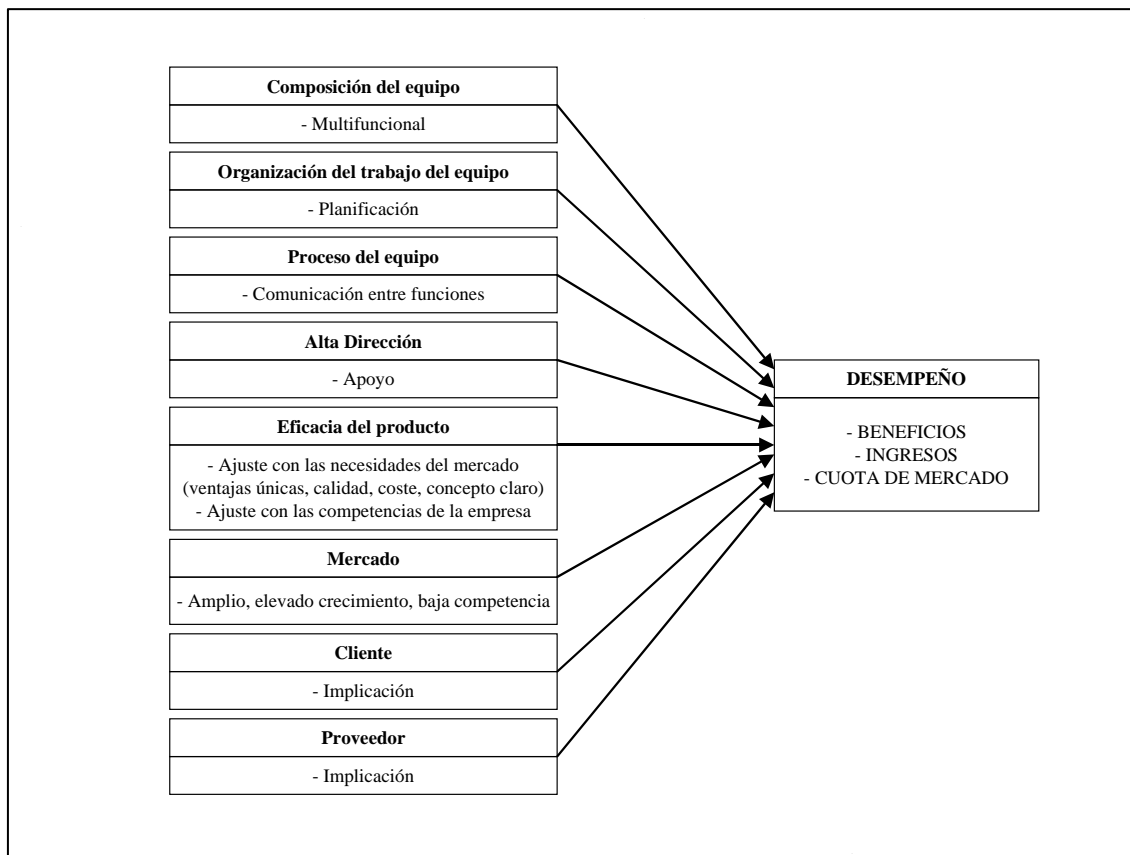 Composición del equipo
- Multifuncional
Organización del trabajo del equipo
- Planificación
Proceso del equipo
- Comunicación entre funciones
Alta Dirección
- Apoyo
Eficacia del producto
- Ajuste con las necesidades del mercado
(ventajas únicas, calidad, coste, concepto claro)
- Ajuste con las competencias de la empresa
Mercado
- Amplio, elevado crecimiento, baja competencia
Cliente
- Implicación
Proveedor
- Implicación
DESEMPEÑO
- BENEFICIOS
- INGRESOS
- CUOTA DE MERCADO